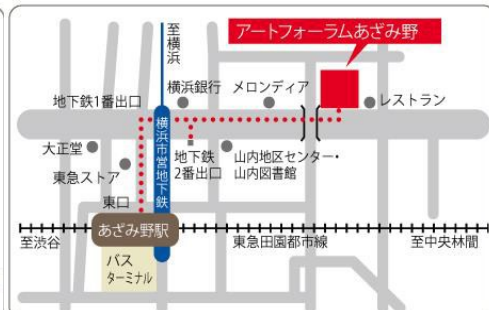 至横浜
アートフォーラムあざみ野
横浜銀行
メロンディア
地下鉄1番出口
レストラン
大正堂
横浜市営地下鉄
地下鉄
2番出口
山内地区センター・
山内図書館
東急ストア
東口
あざみ野駅
至渋谷
東急田園都市線
至中央林間
バス
ターミナル